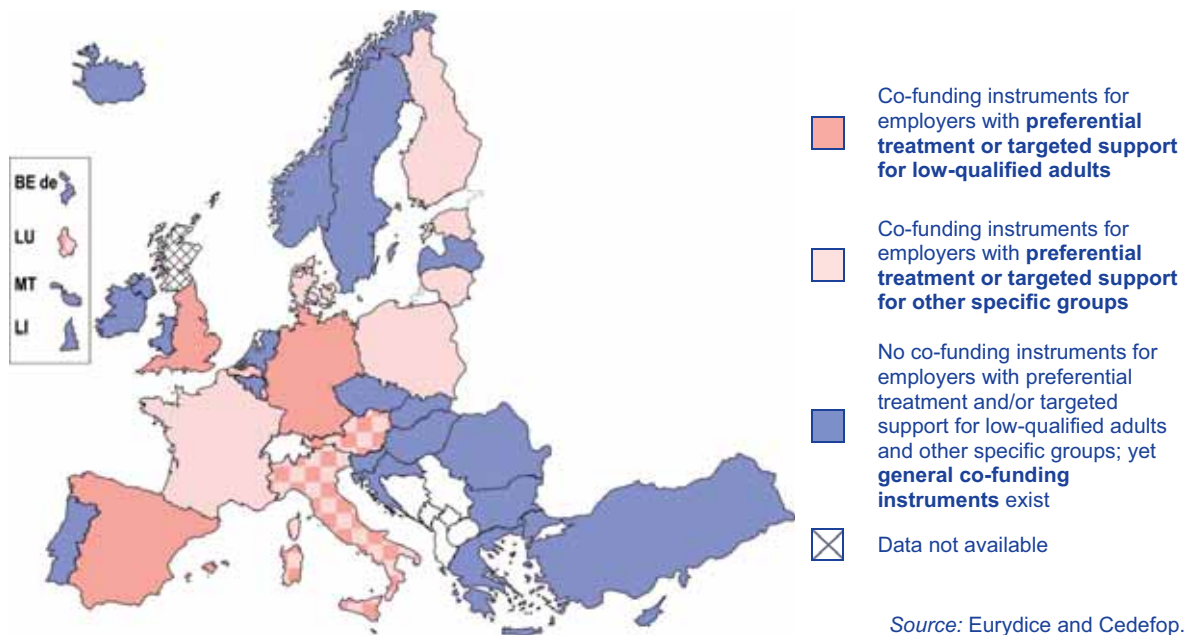 BE de
LU
MT
LI
Co-funding instruments for
employers with preferential
treatment or targeted support
for low-qualified adults
Co-funding instruments for
employers with preferential
treatment or targeted support
for other specific groups
No co-funding instruments for
employers with preferential
treatment and/or targeted
support for low-qualified adults
and other specific groups; yet
general co-funding
instruments exist
Data not available
Source: Eurydice and Cedefop.